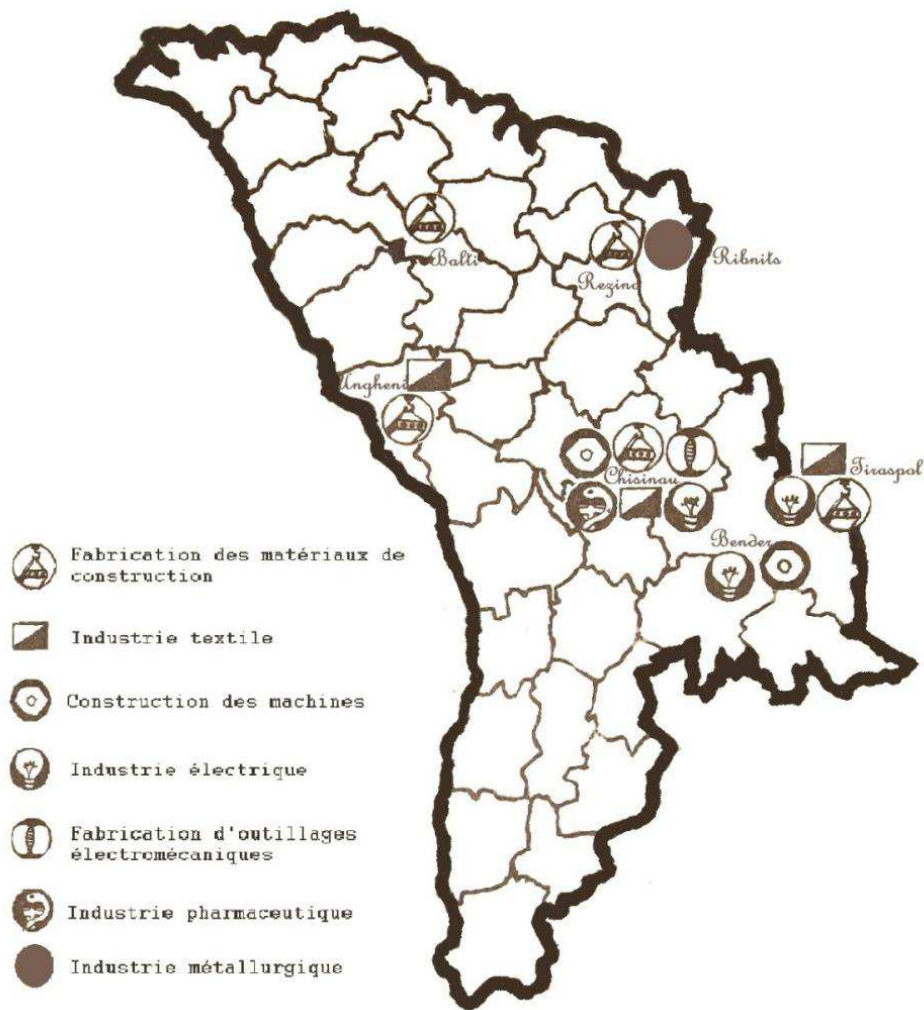 Balti
Rezina
Ribnits
Ungheni
Chisinau
Tiraspol
Bender
Fabrication des matériaux de
construction
Industrie textile
Construction des machines
Industrie électrique
Fabrication d'outillages
électromécaniques
Industrie pharmaceutique
Industrie métallurgique